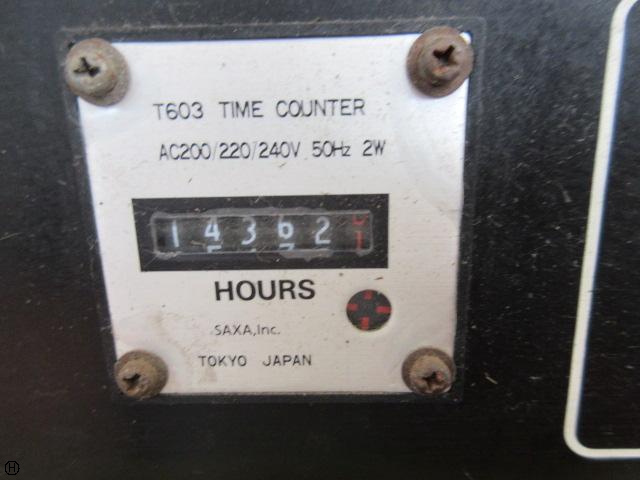 T603 TIME COUNTER
AC200/220/240V 50Hz 2W
14362
HOURS
SAXA,Inc.
TOKYO JAPAN
H